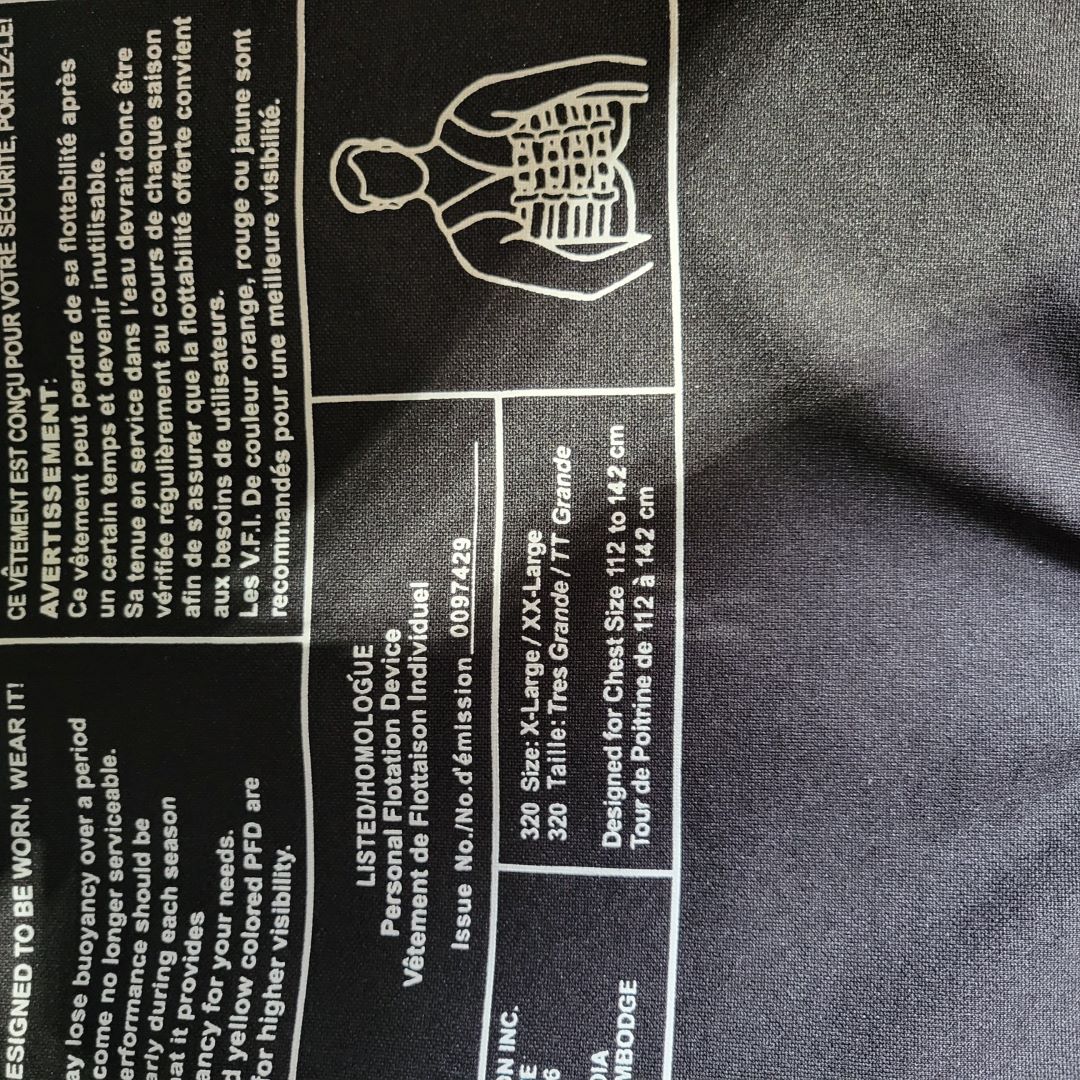 ESIGNED TO BE WORN, WEAR IT!
lose buoyancy over a period
come no longer serviceable.
should be
during each season
it provides
for your needs.
yellow colored PFD are
for higher visibility.
CE VÊTEMENT EST CONÇU POUR VOTRE SÉCURITÉ, PORTEZ-LE!
AVERTISSEMENT:
Ce vêtement peut perdre de sa flottabilité après
un certain temps et devenir inutilisable.
Sa tenue en service dans l'eau devrait donc être
vérifiée régulièrement au cours de chaque saison
afin de s'assurer que la flottabilité offerte convient
aux besoins de utilisateurs.
Les V.F.I. De couleur orange, rouge ou jaune sont
recommandés pour une meilleure visibilité.
LISTED/HOMOLOGUE
Personal Flotation Device
Vêtement de Flottaison Individuel
Issue No./No.d'émission 0097429
INC.
6
MBODGE
320 Size: X-Large / XX-Large
320 Taille: Tres Grande / TT Grande
Designed for Chest Size 112 to 142 cm
Tour de Poitrine de 112 à 142 cm